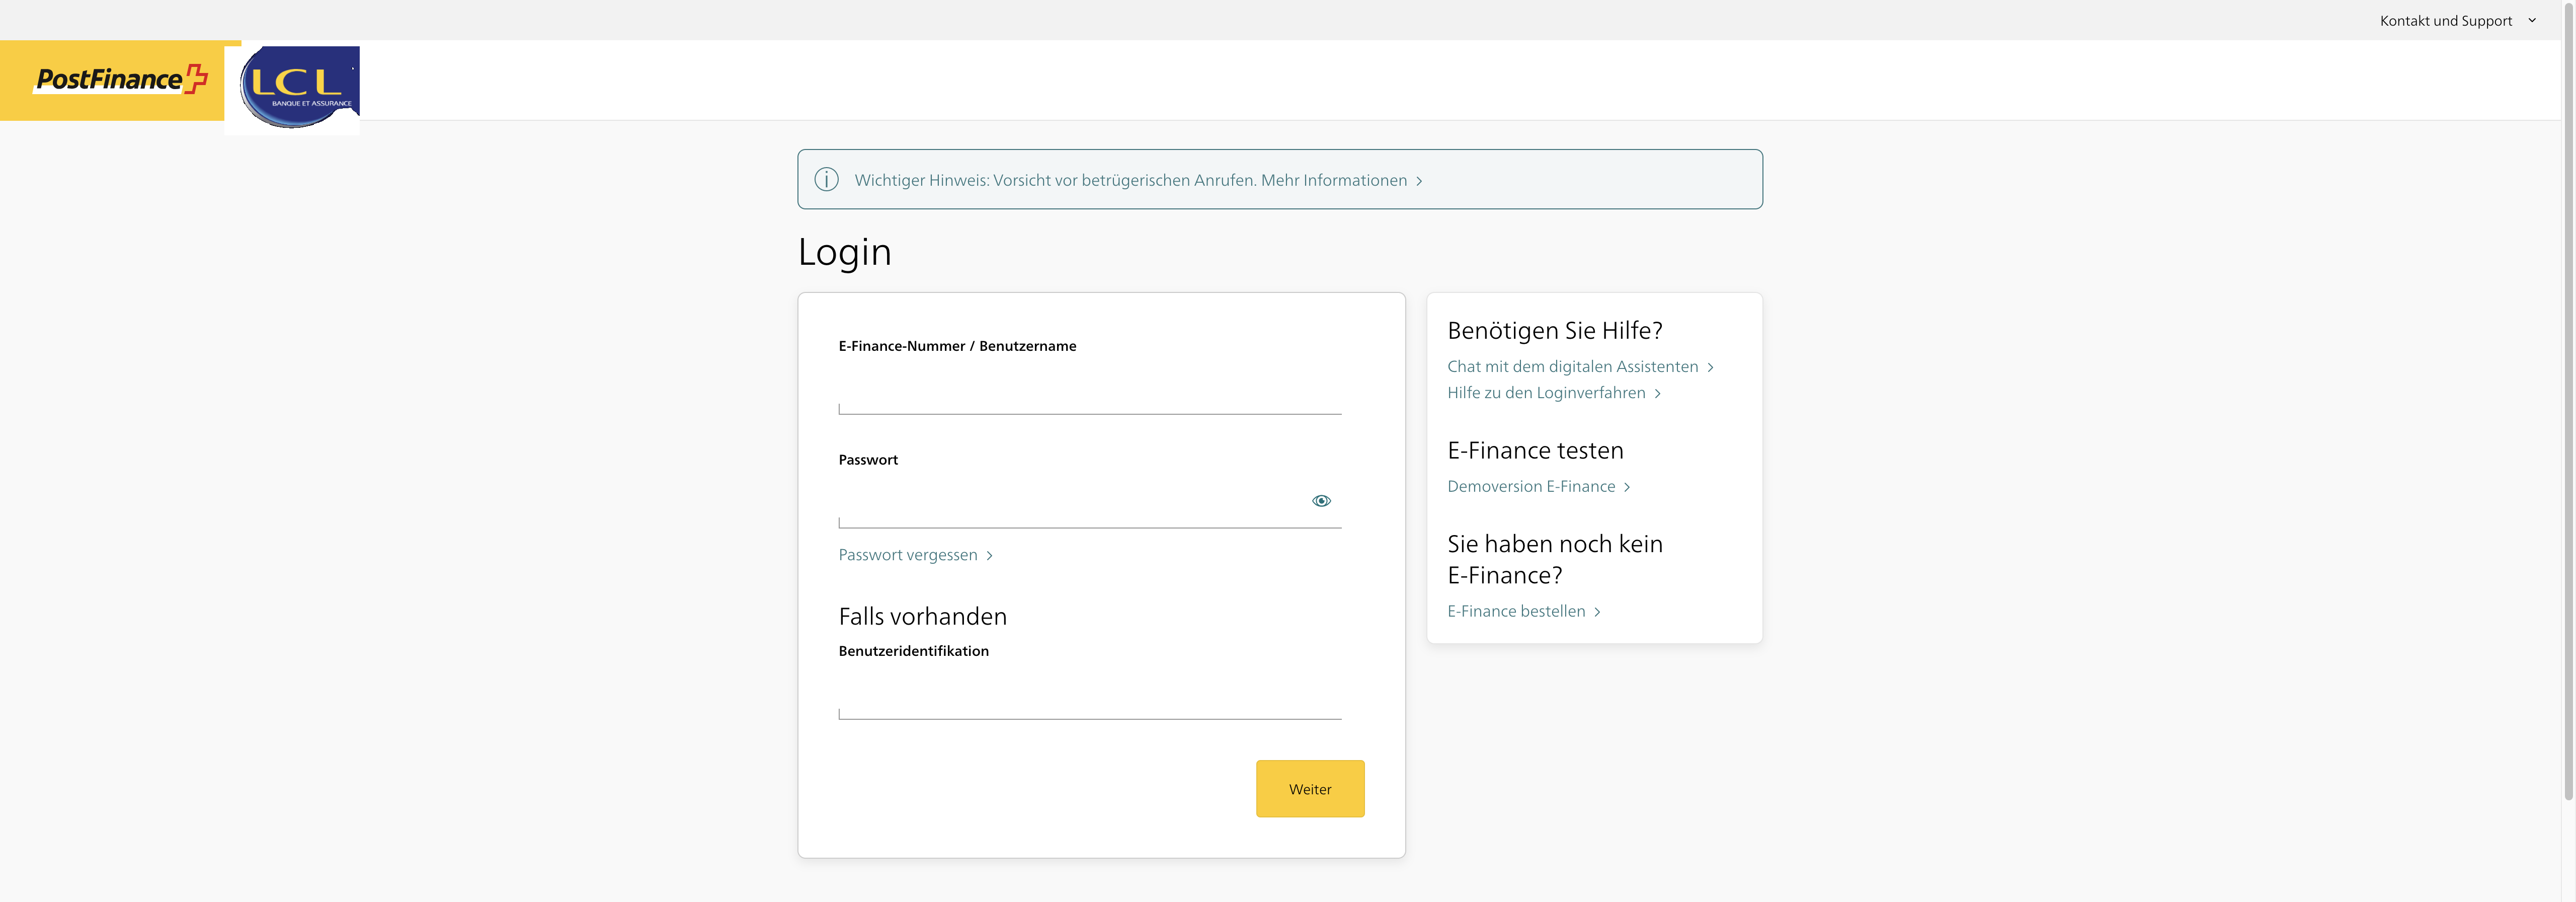 Kontakt und Support
PostFinance
LCL
BANQUE ET ASSURANCE
Wichtiger Hinweis: Vorsicht vor betrügerischen Anrufen. Mehr Informationen
Login
E-Finance-Nummer / Benutzername
Passwort
Passwort vergessen
Falls vorhanden
Benutzeridentifikation
Weiter
Benötigen Sie Hilfe?
Chat mit dem digitalen Assistenten
Hilfe zu den Loginverfahren
E-Finance testen
Demoversion E-Finance
Sie haben noch kein
E-Finance?
E-Finance bestellen